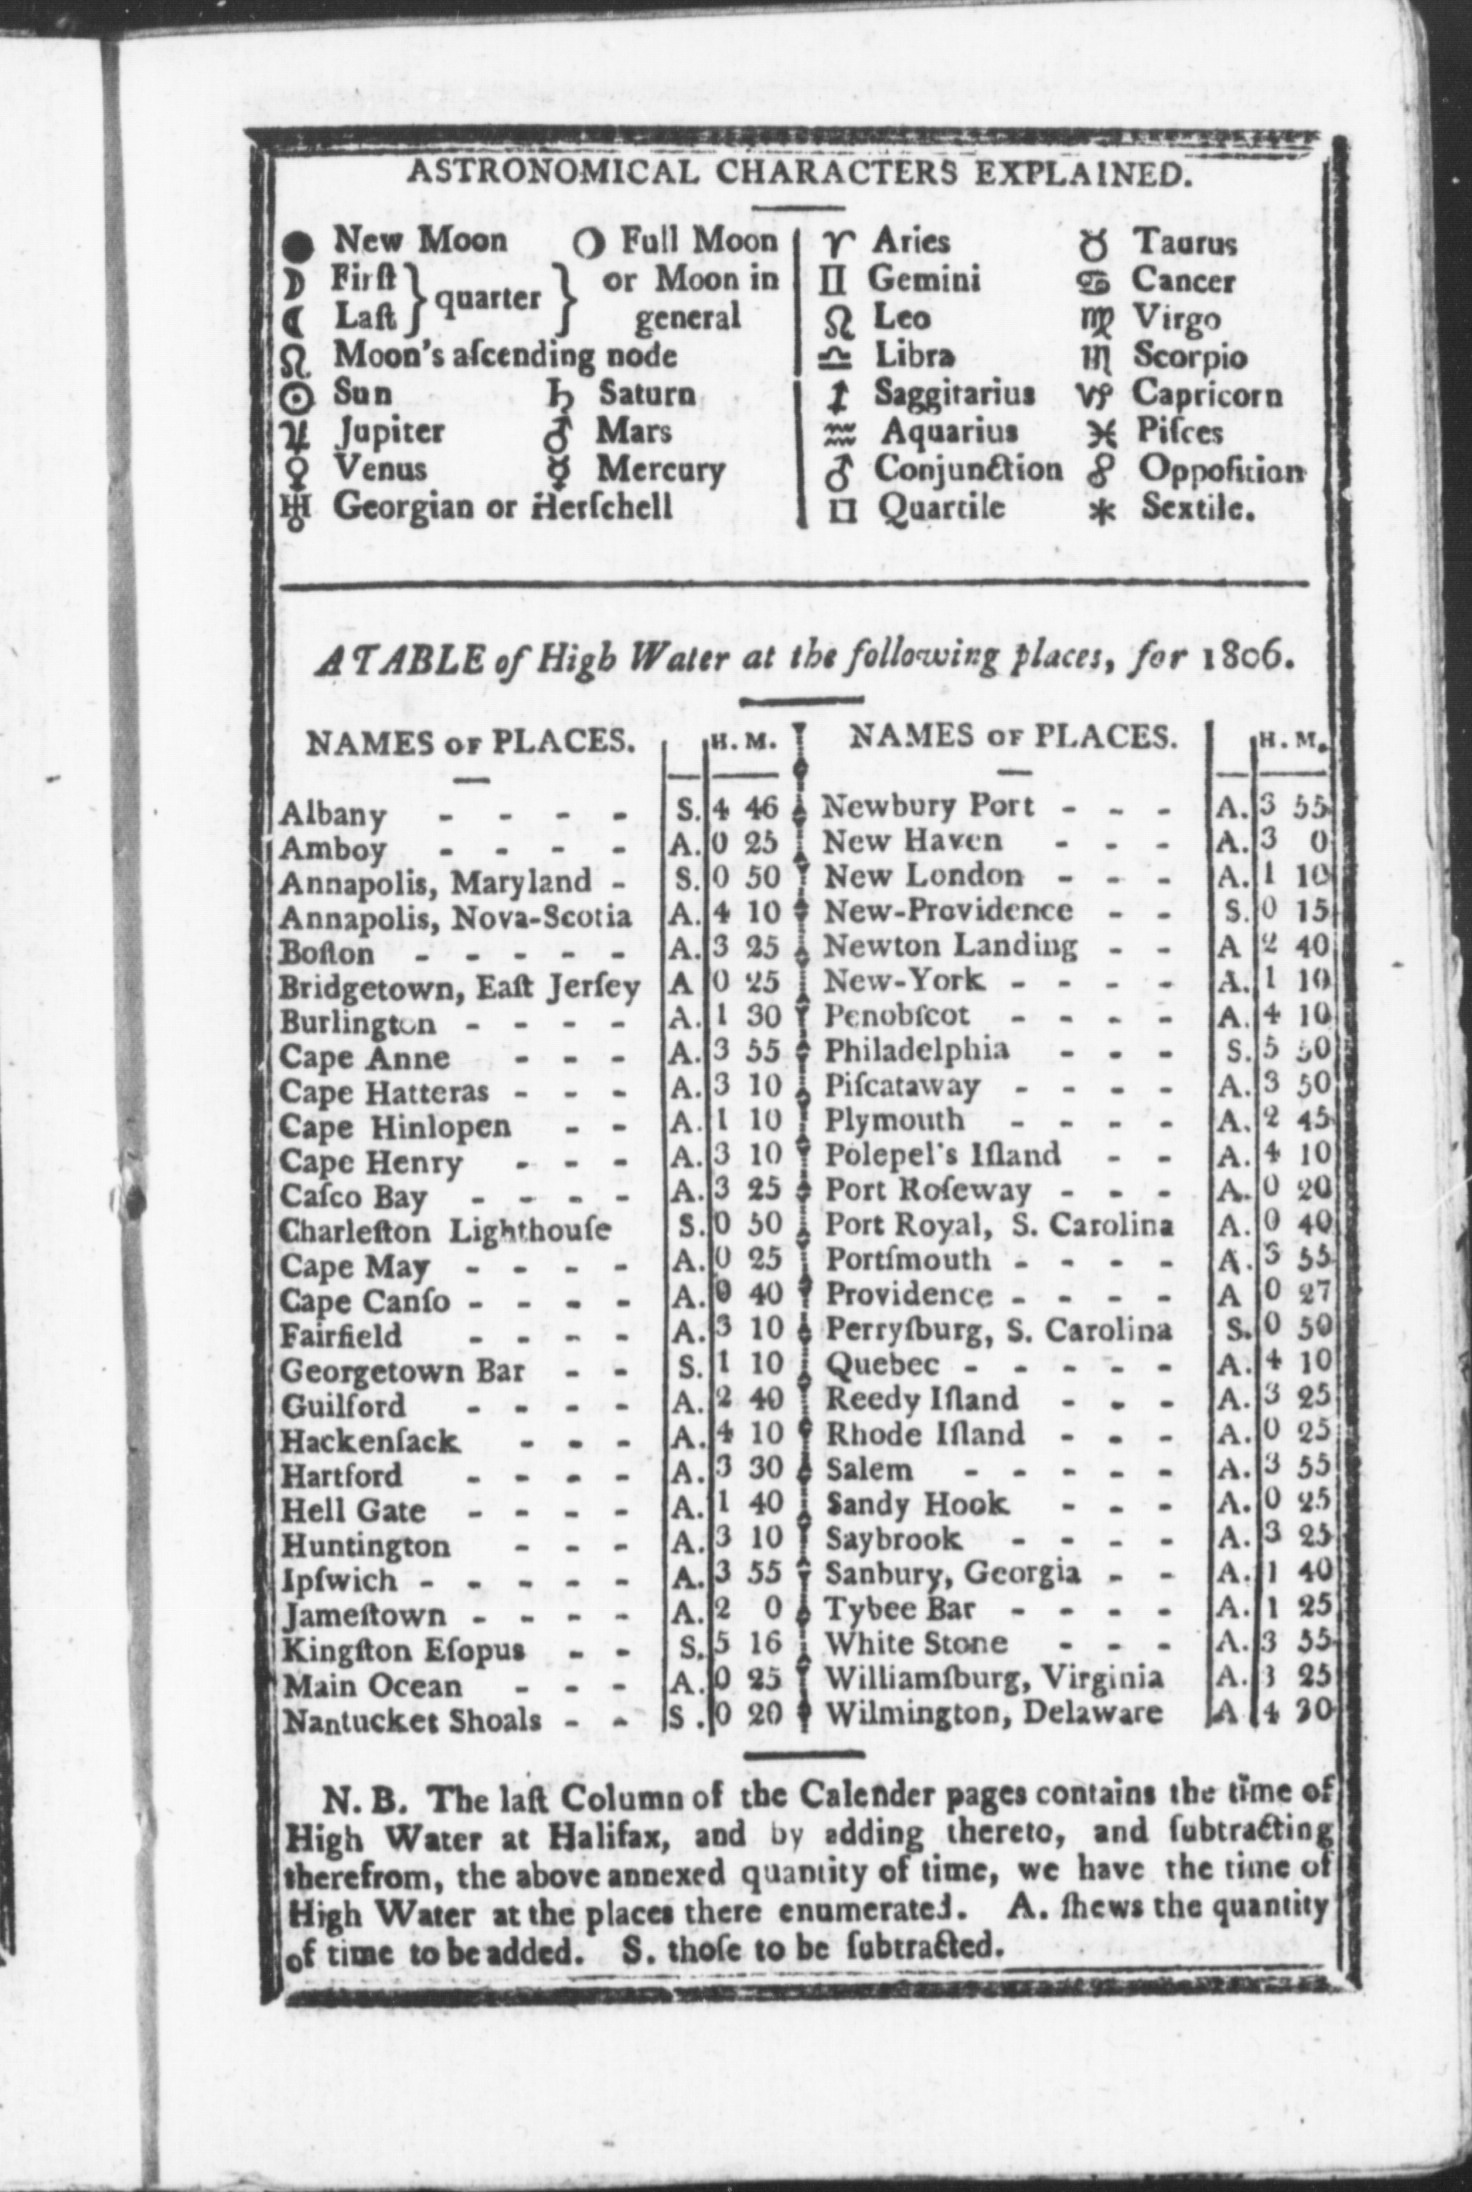 ASTRONOMICAL CHARACTERS EXPLAINED.
● New Moon ❍ Full Moon
☽ Firſt } quarter } or Moon in
☾ Laſt } general
☊ Moon's aſcending node
☉ Sun ♄ Saturn
♃ Jupiter ♂ Mars
♀ Venus ☿ Mercury
♅ Georgian or Herſchell
♈ Aries ♉ Taurus
♊ Gemini ♋ Cancer
♌ Leo ♍ Virgo
♎ Libra ♏ Scorpio
♐ Saggitarius ♑ Capricorn
♒ Aquarius ♓ Piſces
☌ Conjunction ☍ Oppoſition
□ Quartile ⚹ Sextile.
A TABLE of High Water at the following places, for 1806.
NAMES OF PLACES. H. M.
Albany - - - - S. 4 46
Amboy - - - - A. 0 25
Annapolis, Maryland - S. 0 50
Annapolis, Nova-Scotia A. 4 10
Boſton - - - - - A. 3 25
Bridgetown, Eaſt Jerſey A 0 25
Burlington - - - - A. 1 30
Cape Anne - - - A. 3 55
Cape Hatteras - - - A. 3 10
Cape Hinlopen - - A. 1 10
Cape Henry - - - A. 3 10
Caſco Bay - - - - A. 3 25
Charleſton Lighthouſe S. 0 50
Cape May - - - - A. 0 25
Cape Canſo - - - - A. 0 40
Fairfield - - - - A. 3 10
Georgetown Bar - - S. 1 10
Guilford - - - - A. 2 40
Hackenſack - - - A. 4 10
Hartford - - - - A. 3 30
Hell Gate - - - - A. 1 40
Huntington - - - A. 3 10
Ipſwich - - - - - A. 3 55
Jameſtown - - - - A. 2 0
Kingſton Eſopus - - S. 5 16
Main Ocean - - - A. 0 25
Nantucket Shoals - - S. 0 20
NAMES OF PLACES. H. M.
Newbury Port - - - A. 3 55
New Haven - - - A. 3 0
New London - - - A. 1 10
New-Providence - - S. 0 15
Newton Landing - - A 2 40
New-York - - - - A. 1 10
Penobſcot - - - - A. 4 10
Philadelphia - - - S. 5 50
Piſcataway - - - - A. 3 50
Plymouth - - - - A. 2 45
Polepel's Iſland - - A. 4 10
Port Roſeway - - - A. 0 20
Port Royal, S. Carolina A. 0 40
Portſmouth - - - - A. 3 55
Providence - - - - A 0 27
Perryſburg, S. Carolina S. 0 50
Quebec - - - - - A. 4 10
Reedy Iſland - - - A. 3 25
Rhode Iſland - - - A. 0 25
Salem - - - - - A. 3 55
Sandy Hook - - - A. 0 25
Saybrook - - - - A. 3 25
Sanbury, Georgia - - A. 1 40
Tybee Bar - - - - A. 1 25
White Stone - - - A. 3 55
Williamſburg, Virginia A. 3 25
Wilmington, Delaware A 4 30
N. B. The laſt Column of the Calender pages contains the time of
High Water at Halifax, and by adding thereto, and ſubtracting
therefrom, the above annexed quantity of time, we have the time of
High Water at the places there enumerated. A. ſhews the quantity
of time to be added. S. thoſe to be ſubtracted.